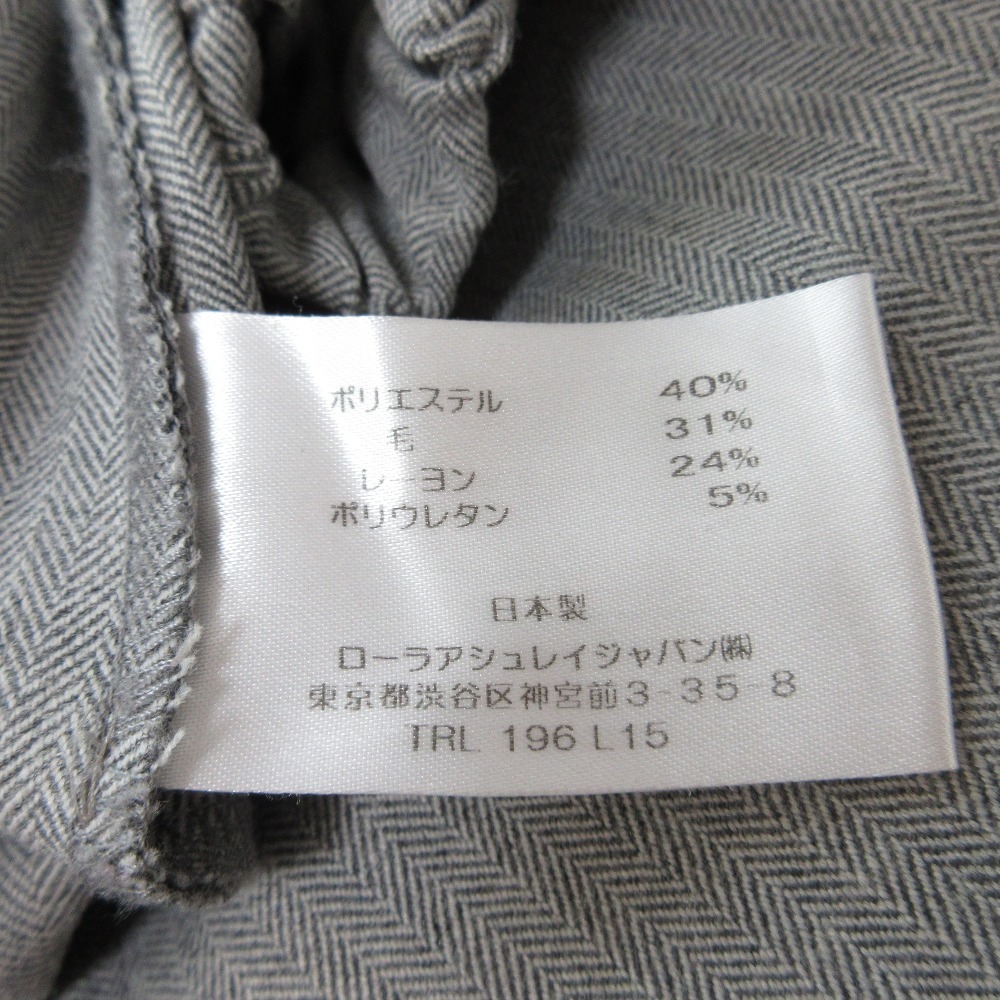 ポリエステル 40%
毛 31%
レーヨン 24%
ポリウレタン 5%
日本製
ローラアシュレイジャパン㈱
東京都渋谷区神宮前3-35-8
TRL 196 L15